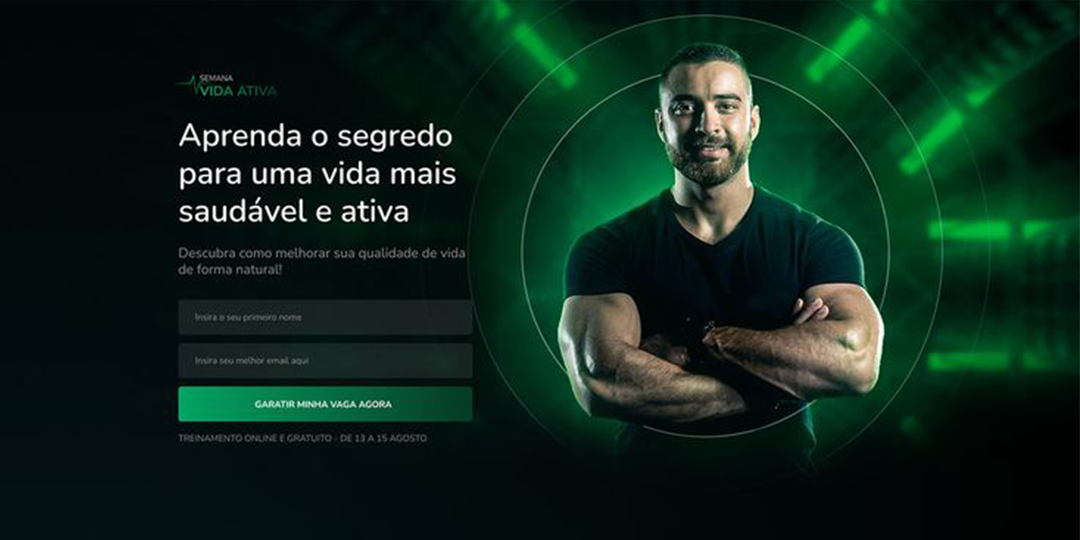 SEMANA
VIDA ATIVA
Aprenda o segredo
para uma vida mais
saudável e ativa
Descubra como melhorar sua qualidade de vida
de forma natural!
Insira o seu primeiro nome
Insira seu melhor email aqui
GARATIR MINHA VAGA AGORA
TREINAMENTO ONLINE E GRATUITO - DE 13 A 15 AGOSTO